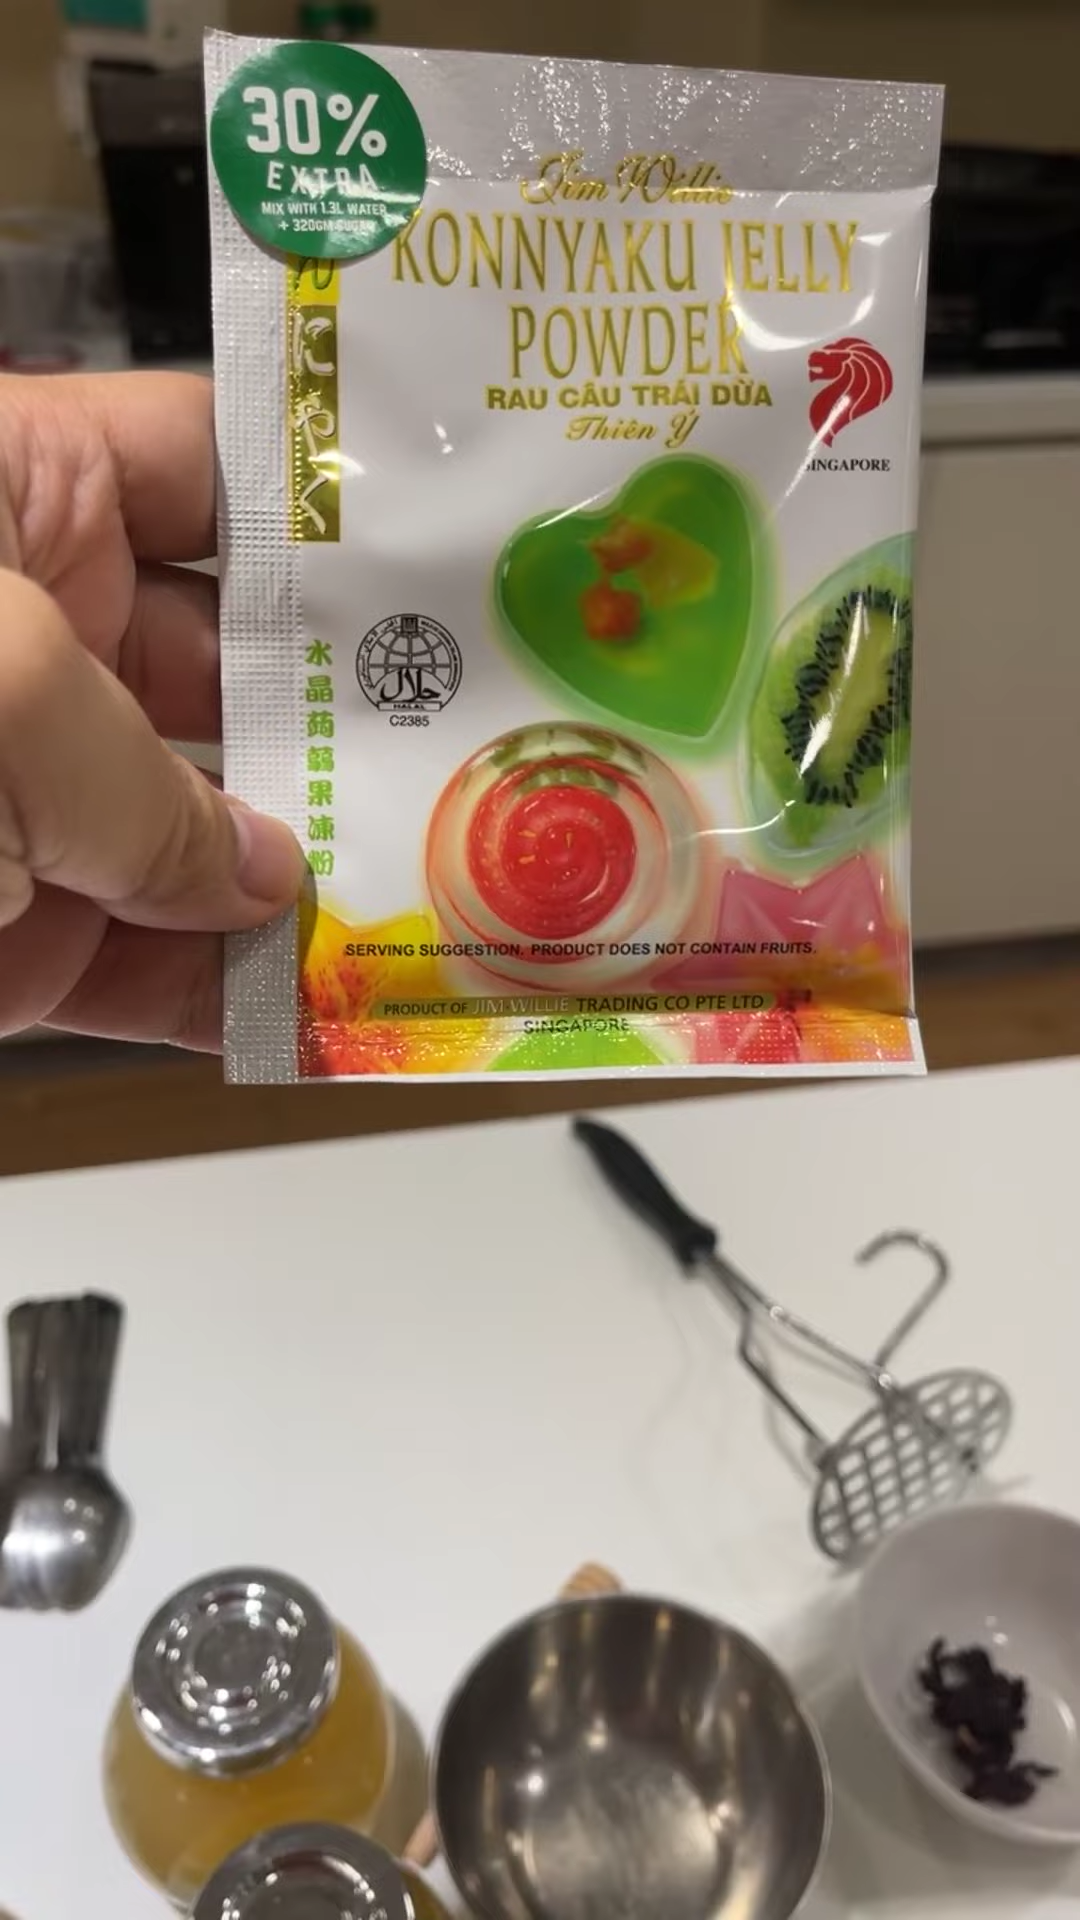 30%
EXTRA
MIX WITH 1.3L WATER
+ 320GM SUGAR
Jim Willie
KONNYAKU JELLY
POWDER
RAU CÂU TRÁI DỪA
Thiên Ý
SINGAPORE
んにゃく
水晶蒟蒻果凍粉
حلال
HALAL
C2385
SERVING SUGGESTION. PRODUCT DOES NOT CONTAIN FRUITS.
PRODUCT OF JIM-WILLIE TRADING CO PTE LTD
SINGAPORE